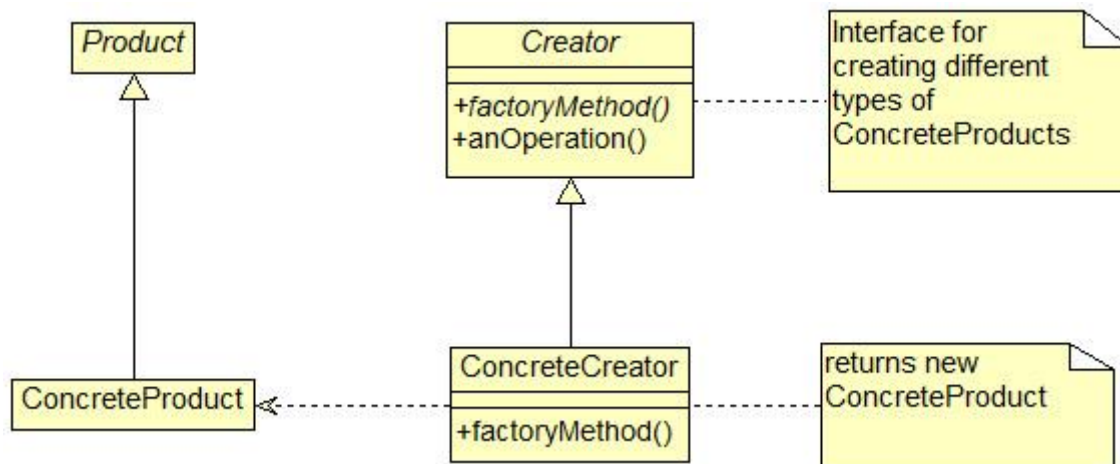 Product
Creator
+factoryMethod()
+anOperation()
Interface for
creating different
types of
ConcreteProducts
ConcreteProduct
ConcreteCreator
+factoryMethod()
returns new
ConcreteProduct